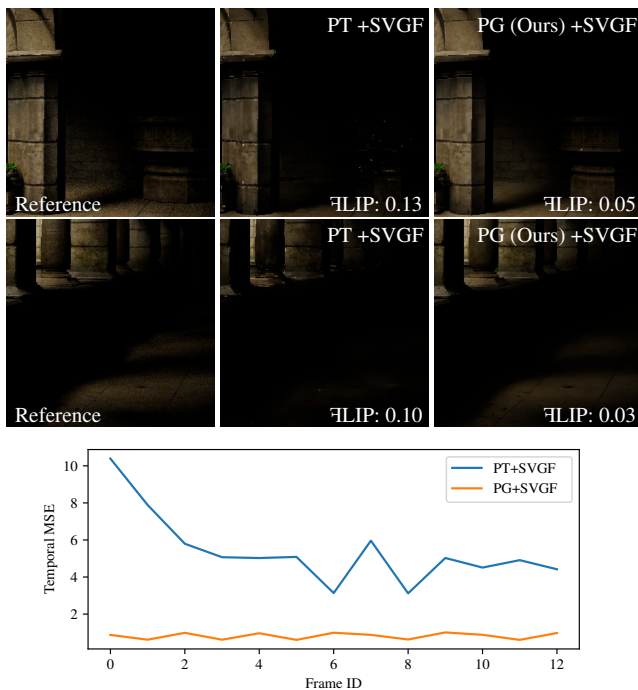 PT +SVGF
PG (Ours) +SVGF
Reference
ꟻLIP: 0.13
ꟻLIP: 0.05
PT +SVGF
PG (Ours) +SVGF
Reference
ꟻLIP: 0.10
ꟻLIP: 0.03
10
8
6
4
2
Temporal MSE
PT+SVGF
PG+SVGF
0 2 4 6 8 10 12
Frame ID